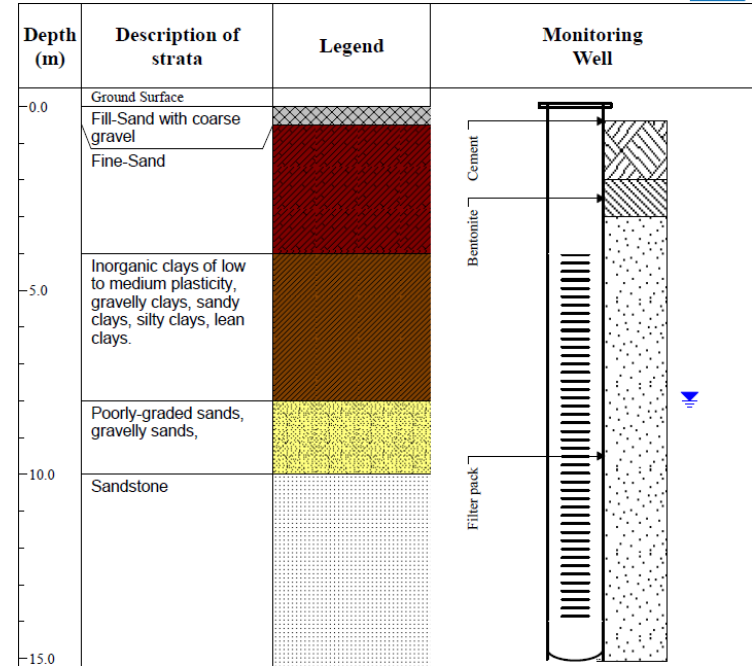 Depth
(m)
Description of
strata
Legend
Monitoring
Well
0.0
Ground Surface
Fill-Sand with coarse
gravel
Fine-Sand
Cement
Bentonite
5.0
Inorganic clays of low
to medium plasticity,
gravelly clays, sandy
clays, silty clays, lean
clays.
Poorly-graded sands,
gravelly sands,
10.0
Sandstone
Filter pack
15.0